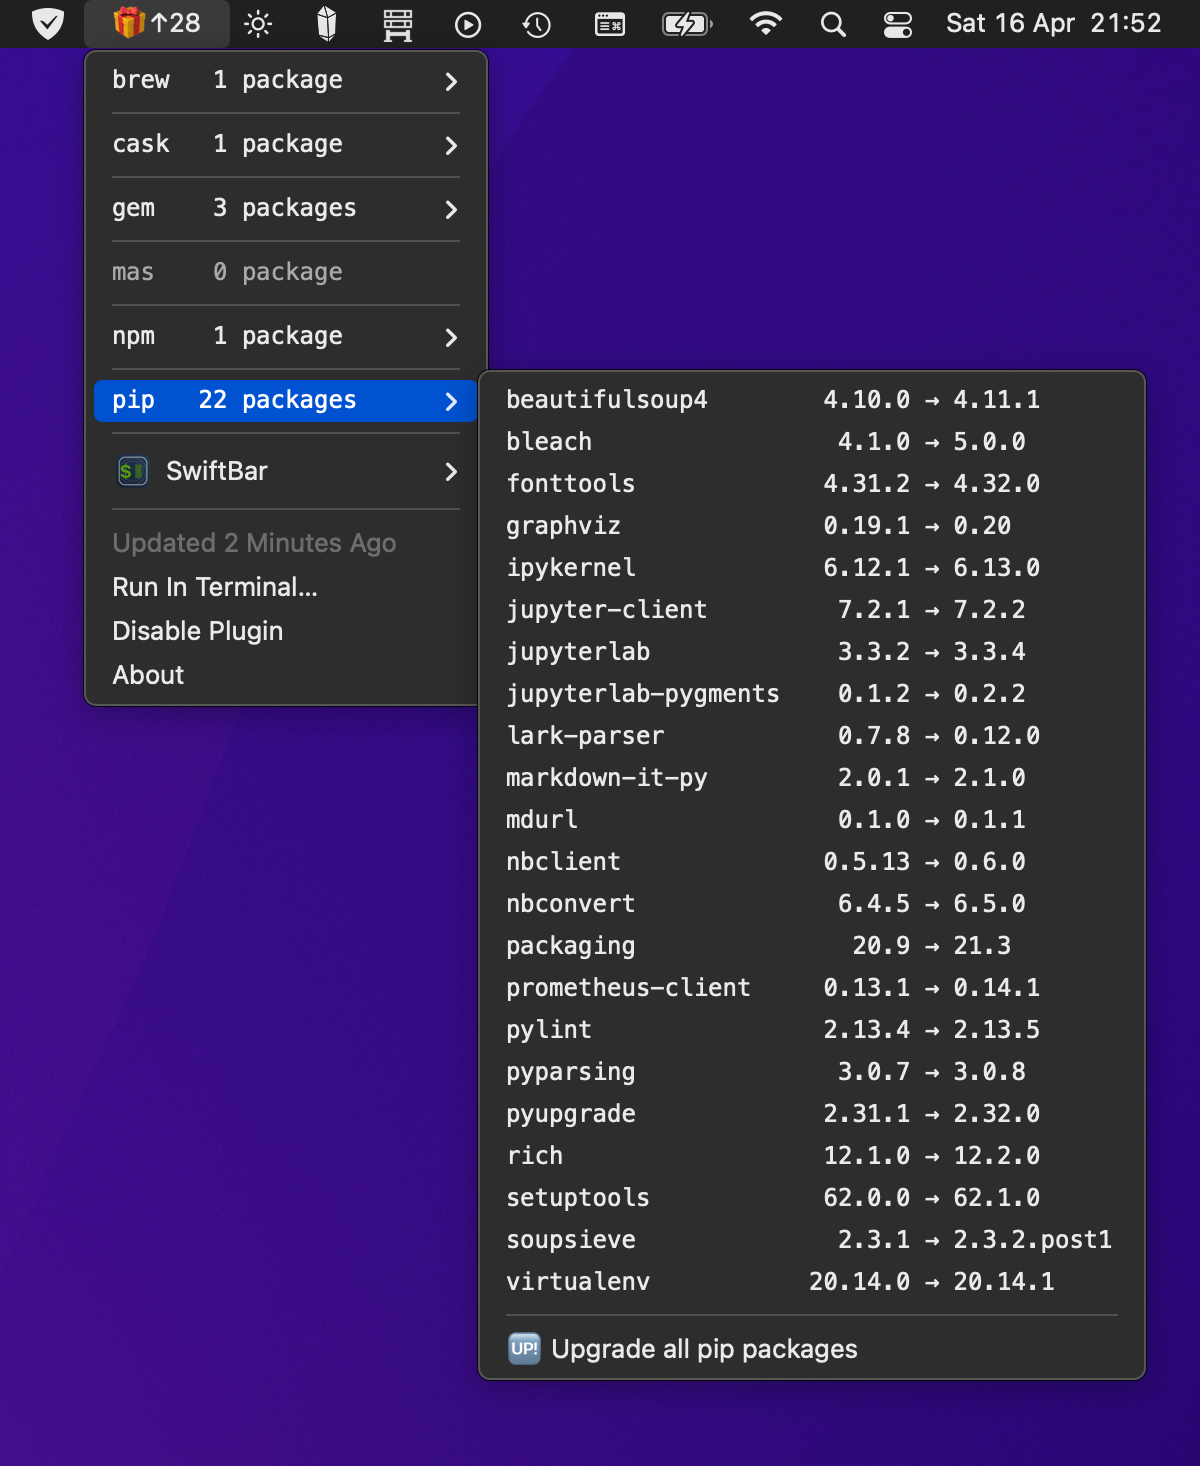 ↑28
Sat 16 Apr 21:52
brew 1 package
cask 1 package
gem 3 packages
mas 0 package
npm 1 package
pip 22 packages
$
SwiftBar
Updated 2 Minutes Ago
Run In Terminal...
Disable Plugin
About
beautifulsoup4 4.10.0 → 4.11.1
bleach 4.1.0 → 5.0.0
fonttools 4.31.2 → 4.32.0
graphviz 0.19.1 → 0.20
ipykernel 6.12.1 → 6.13.0
jupyter-client 7.2.1 → 7.2.2
jupyterlab 3.3.2 → 3.3.4
jupyterlab-pygments 0.1.2 → 0.2.2
lark-parser 0.7.8 → 0.12.0
markdown-it-py 2.0.1 → 2.1.0
mdurl 0.1.0 → 0.1.1
nbclient 0.5.13 → 0.6.0
nbconvert 6.4.5 → 6.5.0
packaging 20.9 → 21.3
prometheus-client 0.13.1 → 0.14.1
pylint 2.13.4 → 2.13.5
pyparsing 3.0.7 → 3.0.8
pyupgrade 2.31.1 → 2.32.0
rich 12.1.0 → 12.2.0
setuptools 62.0.0 → 62.1.0
soupsieve 2.3.1 → 2.3.2.post1
virtualenv 20.14.0 → 20.14.1
UP! Upgrade all pip packages